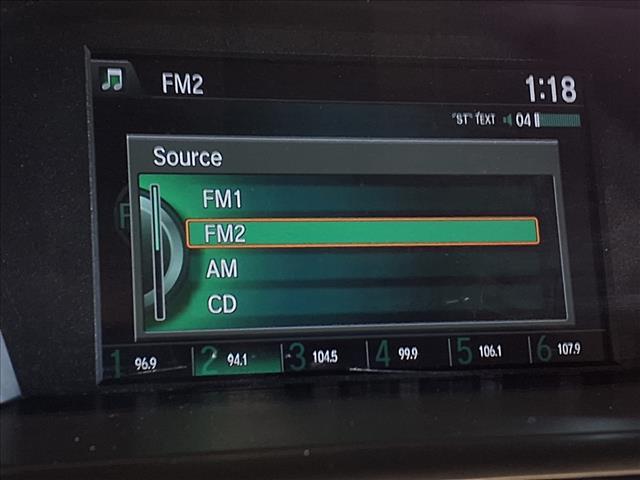 FM2 1:18
"ST" TEXT 04
Source
FM1
FM2
AM
CD
1 96.9 2 94.1 3 104.5 4 99.9 5 106.1 6 107.9